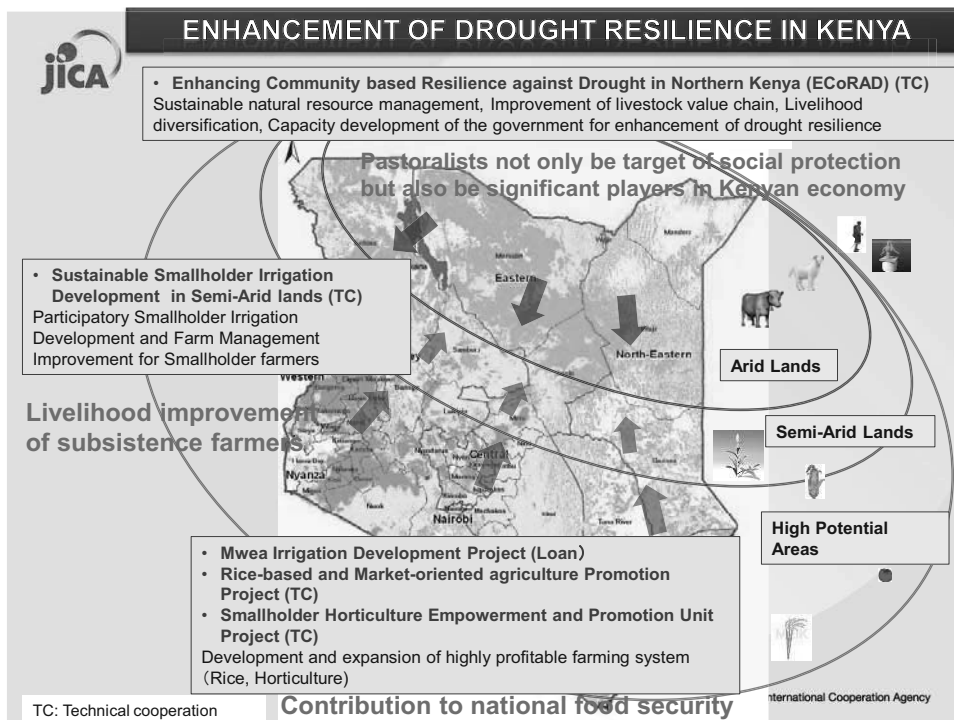 ENHANCEMENT OF DROUGHT RESILIENCE IN KENYA
jICA
• Enhancing Community based Resilience against Drought in Northern Kenya (ECoRAD) (TC)
Sustainable natural resource management, Improvement of livestock value chain, Livelihood
diversification, Capacity development of the government for enhancement of drought resilience
Pastoralists not only be target of social protection
but also be significant players in Kenyan economy
Mandera
Eastern
• Sustainable Smallholder Irrigation
Development in Semi-Arid lands (TC)
Participatory Smallholder Irrigation
Development and Farm Management
Improvement for Smallholder farmers
North-Eastern
Arid Lands
Western
Livelihood improvement
of subsistence farmers
Semi-Arid Lands
Central
Nyanza
Nairobi
Tana River
High Potential
Areas
• Mwea Irrigation Development Project (Loan）
• Rice-based and Market-oriented agriculture Promotion
Project (TC)
• Smallholder Horticulture Empowerment and Promotion Unit
Project (TC)
Development and expansion of highly profitable farming system
（Rice, Horticulture)
nternational Cooperation Agency
TC: Technical cooperation
Contribution to national food security